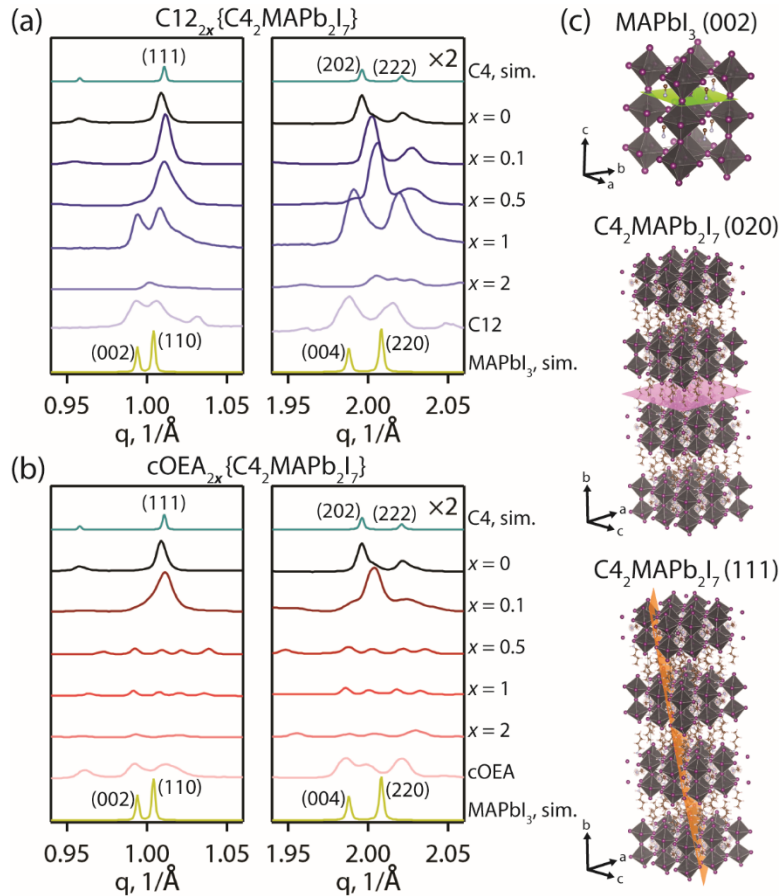 (a)
C12₂ₓ{C4₂MAPb₂I₇}
(111)
(202) (222) ×2
C4, sim.
x = 0
x = 0.1
x = 0.5
x = 1
x = 2
C12
(002) (110)
(004) (220)
MAPbI₃, sim.
0.95 1.00 1.05
1.95 2.00 2.05
q, 1/Å
q, 1/Å
(b)
cOEA₂ₓ{C4₂MAPb₂I₇}
(111)
(202) (222) ×2
C4, sim.
x = 0
x = 0.1
x = 0.5
x = 1
x = 2
cOEA
(002) (110)
(004) (220)
MAPbI₃, sim.
0.95 1.00 1.05
1.95 2.00 2.05
q, 1/Å
q, 1/Å
(c)
MAPbI₃ (002)
c
b
a
C4₂MAPb₂I₇ (020)
b
a
c
C4₂MAPb₂I₇ (111)
b
a
c